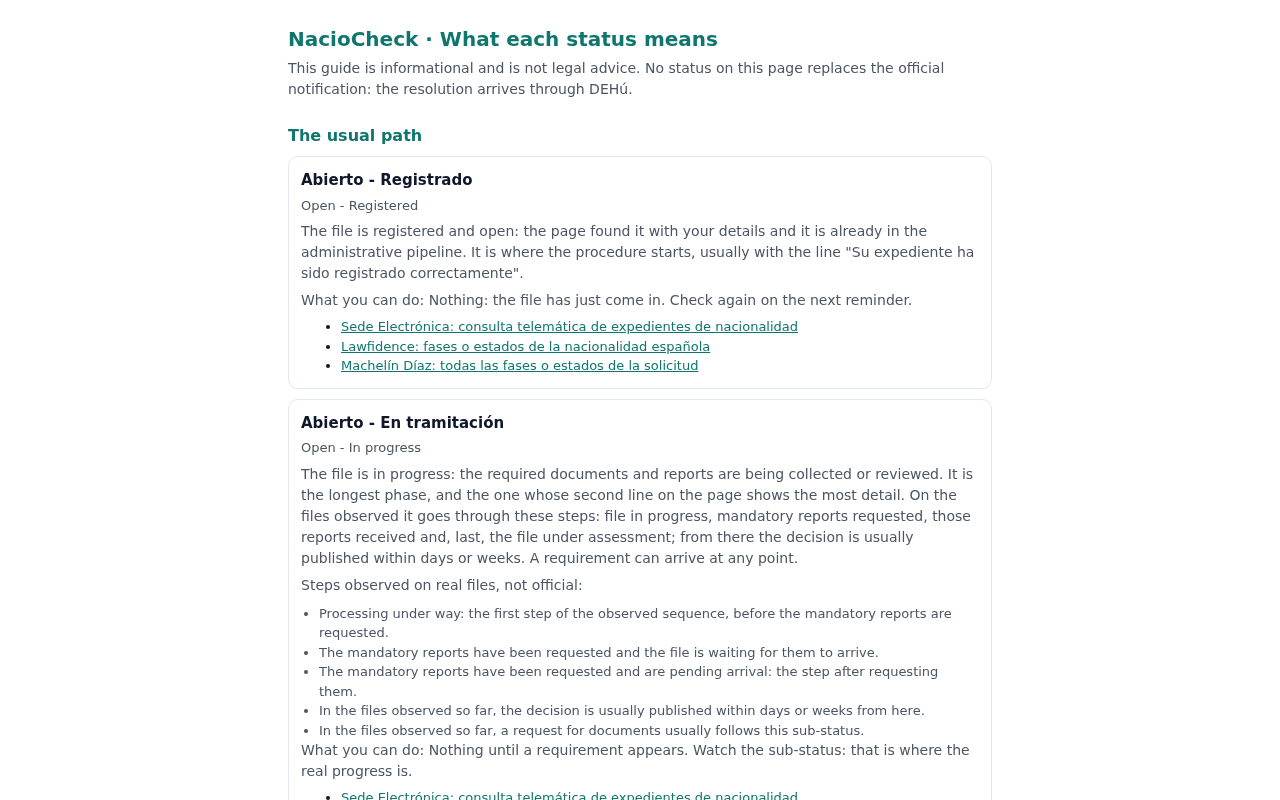 NacioCheck · What each status means
This guide is informational and is not legal advice. No status on this page replaces the official
notification: the resolution arrives through DEHú.
The usual path
Abierto - Registrado
Open - Registered
The file is registered and open: the page found it with your details and it is already in the
administrative pipeline. It is where the procedure starts, usually with the line "Su expediente ha
sido registrado correctamente".
What you can do: Nothing: the file has just come in. Check again on the next reminder.
• Sede Electrónica: consulta telemática de expedientes de nacionalidad
• Lawfidence: fases o estados de la nacionalidad española
• Machelín Díaz: todas las fases o estados de la solicitud
Abierto - En tramitación
Open - In progress
The file is in progress: the required documents and reports are being collected or reviewed. It is
the longest phase, and the one whose second line on the page shows the most detail. On the
files observed it goes through these steps: file in progress, mandatory reports requested, those
reports received and, last, the file under assessment; from there the decision is usually
published within days or weeks. A requirement can arrive at any point.
Steps observed on real files, not official:
• Processing under way: the first step of the observed sequence, before the mandatory reports are
requested.
• The mandatory reports have been requested and the file is waiting for them to arrive.
• The mandatory reports have been requested and are pending arrival: the step after requesting
them.
• In the files observed so far, the decision is usually published within days or weeks from here.
• In the files observed so far, a request for documents usually follows this sub-status.
What you can do: Nothing until a requirement appears. Watch the sub-status: that is where the
real progress is.
• Sede Electrónica: consulta telemática de expedientes de nacionalidad